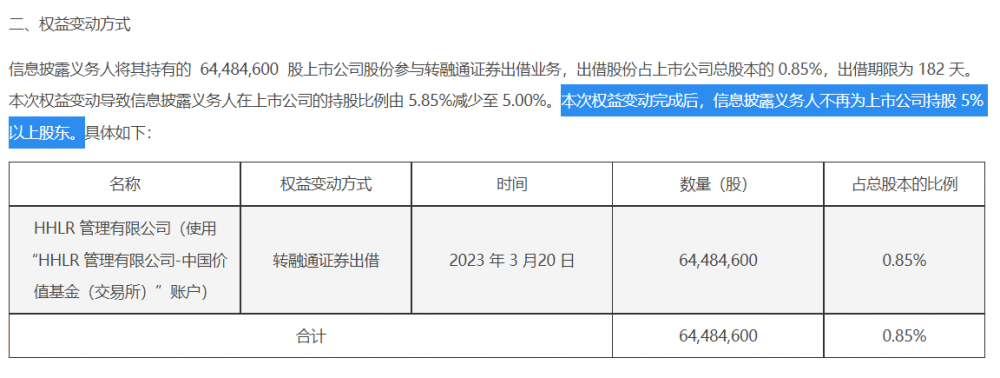 二、权益变动方式
信息披露义务人将其持有的 64,484,600 股上市公司股份参与转融通证券出借业务，出借股份占上市公司总股本的 0.85%，出借期限为 182 天。
本次权益变动导致信息披露义务人在上市公司的持股比例由 5.85%减少至 5.00%。本次权益变动完成后，信息披露义务人不再为上市公司持股 5%
以上股东。具体如下：
名称 权益变动方式 时间 数量（股） 占总股本的比例
HHLR 管理有限公司（使用
“HHLR 管理有限公司-中国价
值基金（交易所）”账户）
转融通证券出借 2023 年 3 月20 日 64,484,600 0.85%
合计 64,484,600 0.85%